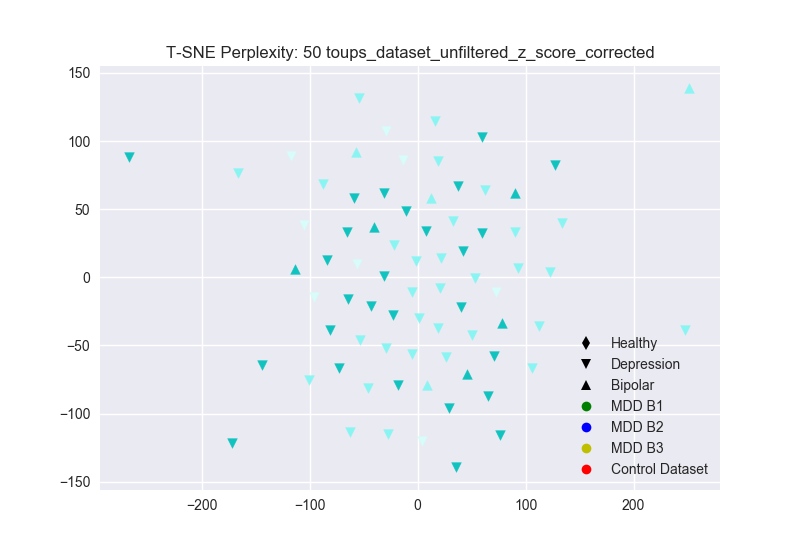 T-SNE Perplexity: 50 toups_dataset_unfiltered_z_score_corrected
150
100
50
0
−50
−100
−150
−200
−100
0
100
200
Healthy
Depression
Bipolar
MDD B1
MDD B2
MDD B3
Control Dataset